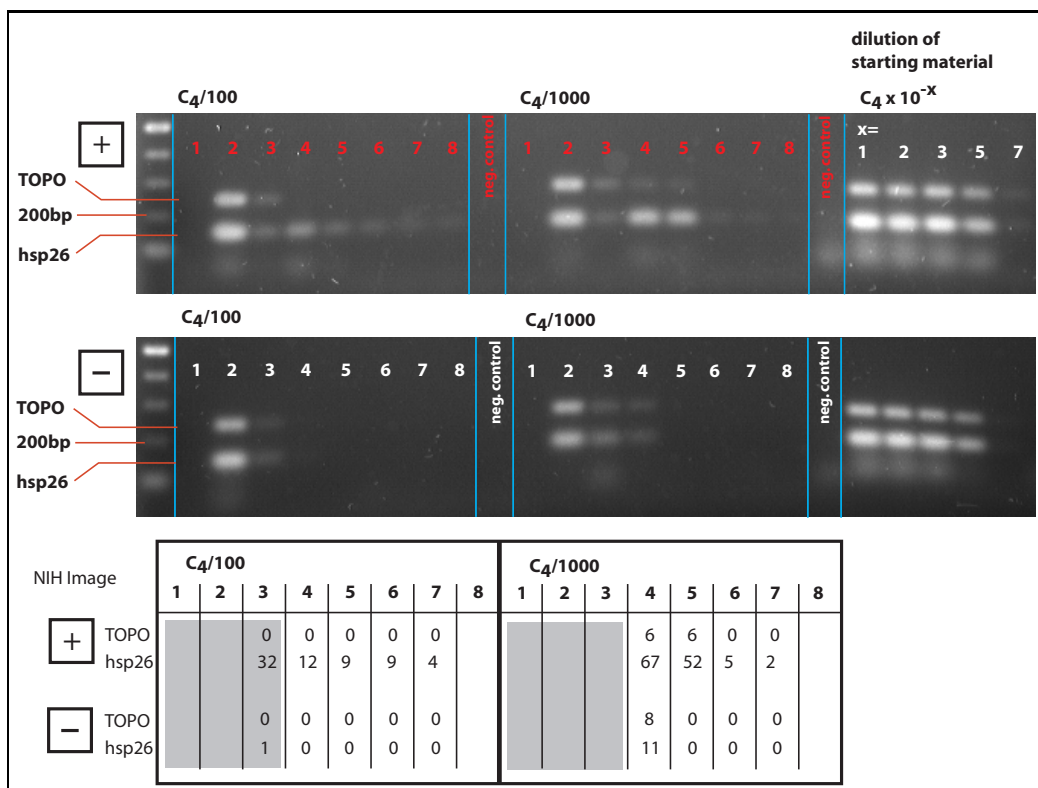 dilution of
starting material
C4/100 C4/1000 C4 x 10-x
+ 1 2 3 4 5 6 7 8 neg. control 1 2 3 4 5 6 7 8 neg. control x=
1 2 3 5 7
TOPO
200bp
hsp26
C4/100 C4/1000
− 1 2 3 4 5 6 7 8 neg. control 1 2 3 4 5 6 7 8 neg. control
TOPO
200bp
hsp26
NIH Image
C4/100 C4/1000
1 2 3 4 5 6 7 8 1 2 3 4 5 6 7 8
+ TOPO 0 0 0 0 0 6 6 0 0
hsp26 32 12 9 9 4 67 52 5 2
− TOPO 0 0 0 0 0 8 0 0 0
hsp26 1 0 0 0 0 11 0 0 0